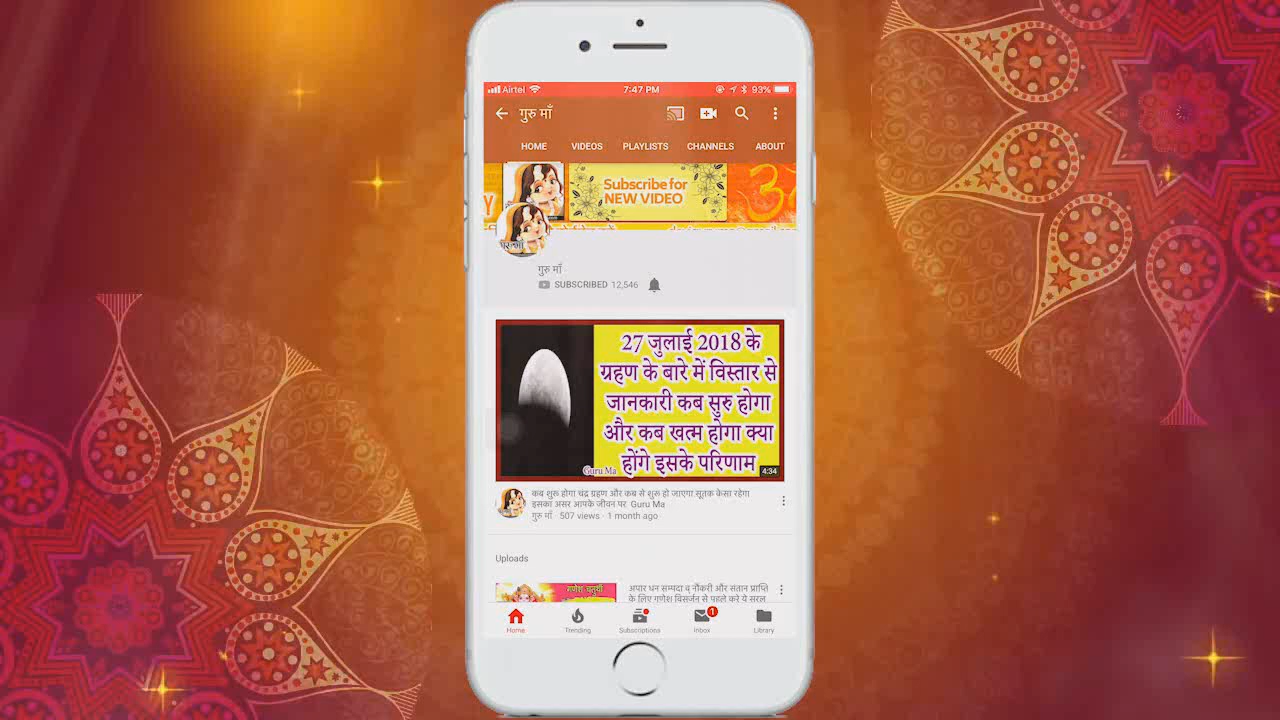 Airtel 7:47 PM 93%
गुरु माँ
HOME VIDEOS PLAYLISTS CHANNELS ABOUT
Subscribe for
NEW VIDEO
ॐ
गुरु माँ
SUBSCRIBED 12,546
27 जुलाई 2018 के
ग्रहण के बारे में विस्तार से
जानकारी कब सुरु होगा
और कब खत्म होगा क्या
होंगे इसके परिणाम
Guru Ma
4:34
कब शुरू होगा चंद्र ग्रहण और कब से शुरू हो जाएगा सूतक केसा रहेगा
इसका असर आपके जीवन पर Guru Ma
गुरु माँ · 507 views · 1 month ago
Uploads
गणेश चतुर्थी
अपार धन सम्पदा व् नौंकरी और संतान प्राप्ति
के लिए गणेश बिसर्जन से पहले करे ये सरल
1
Home Trending Subscriptions Inbox Library